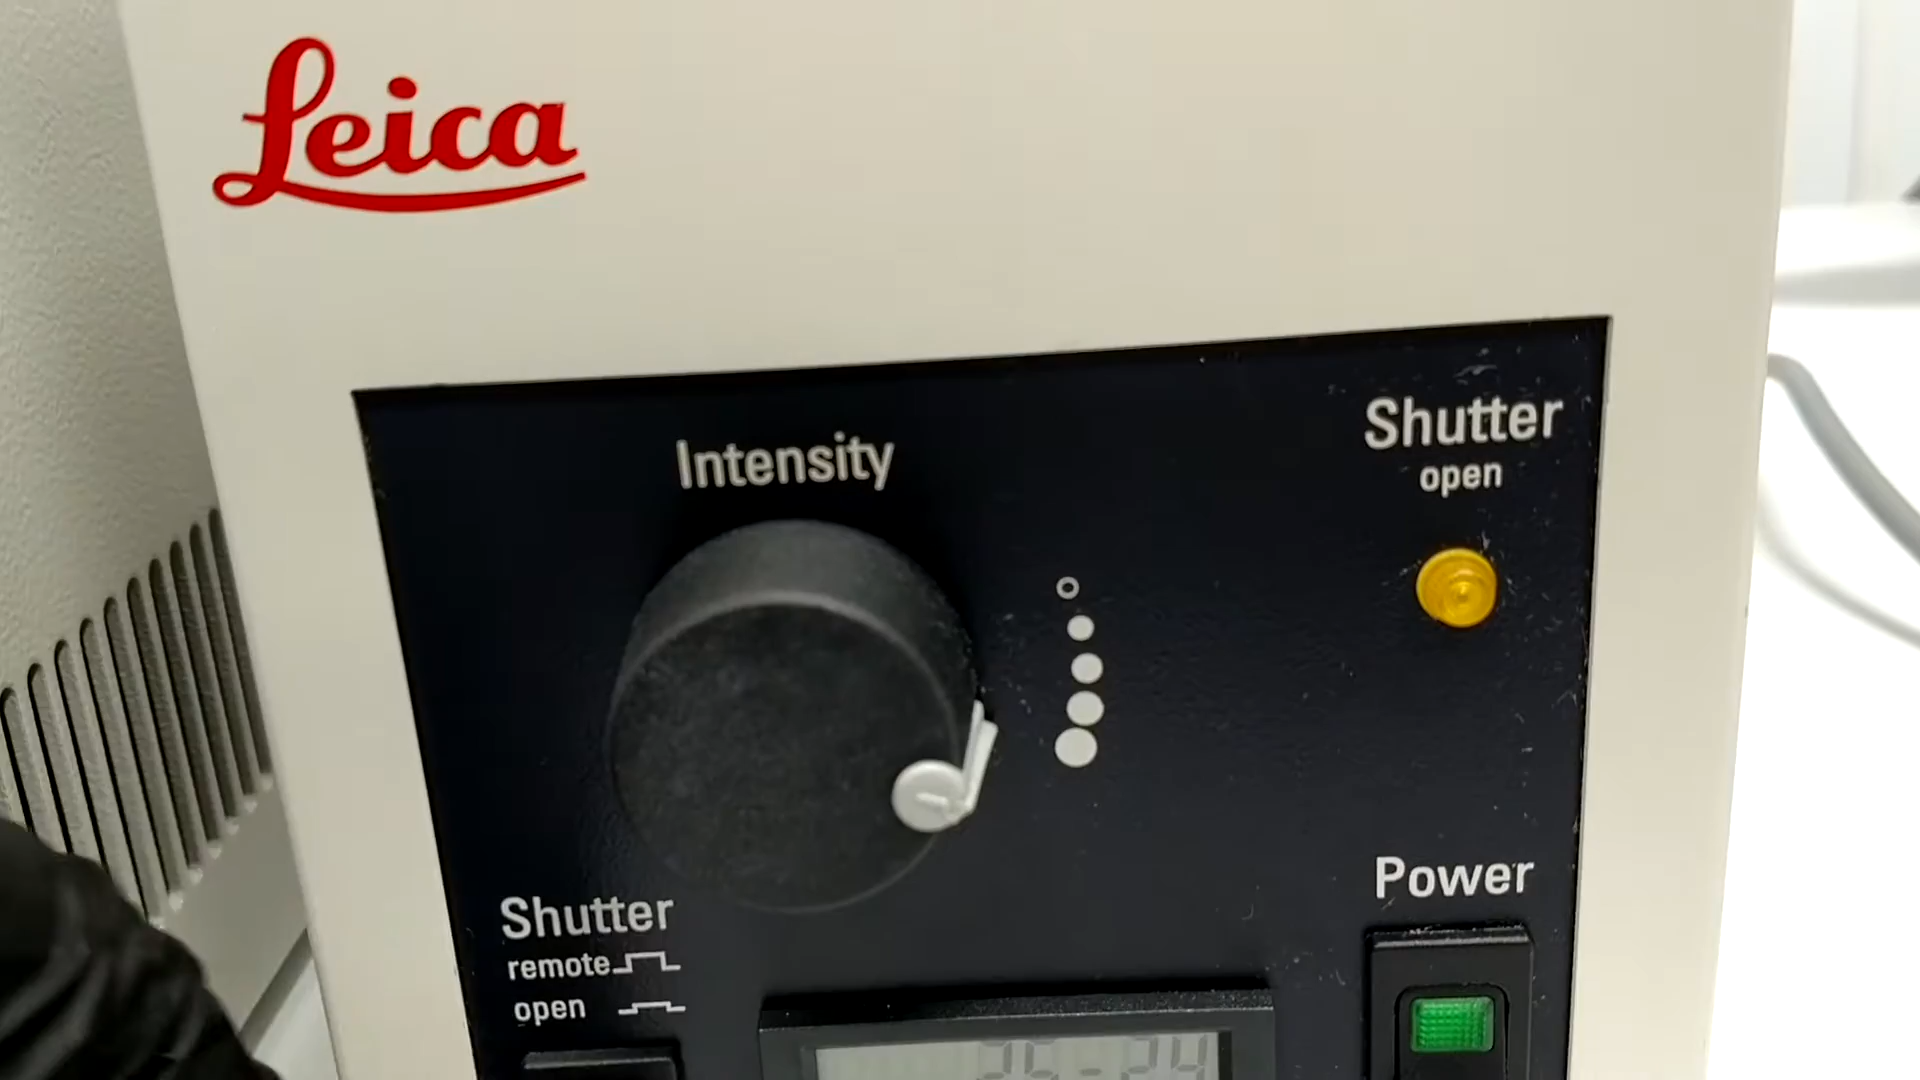 Leica
Intensity
Shutter
open
Power
Shutter
remote
open